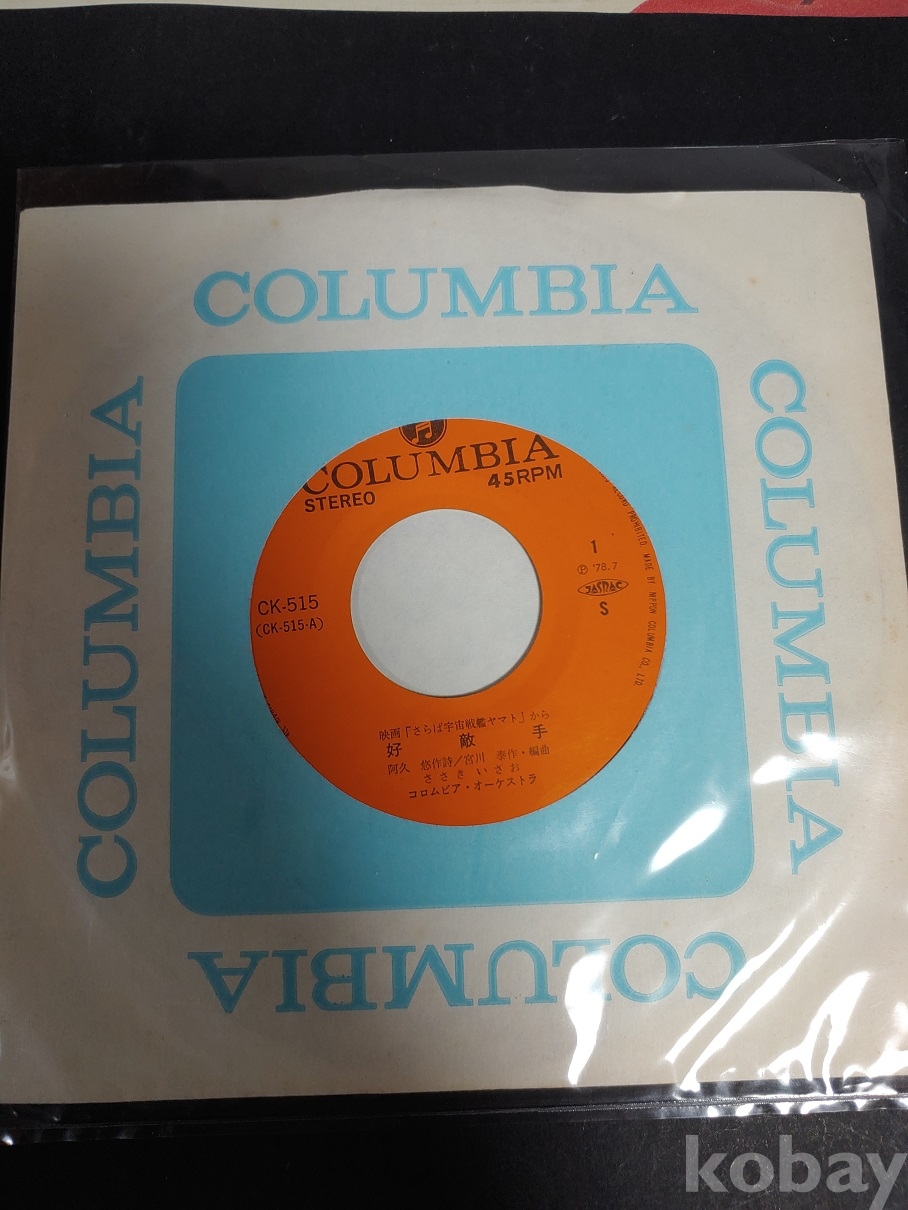 COLUMBIA
COLUMBIA
COLUMBIA
COLUMBIA
COLUMBIA
STEREO
45RPM
1
Ⓟ '78.7
JASRAC
S
CK-515
(CK-515-A)
PROHIBITED. MADE BY NIPPON COLUMBIA CO., LTD.
映画「さらば宇宙戦艦ヤマト」から
好敵手
阿久 悠作詩/宮川 泰作・編曲
ささきいさお
コロムビア・オーケストラ
kobay